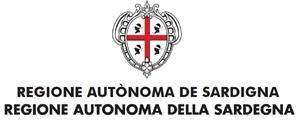 REGIONE AUTÒNOMA DE SARDIGNA
REGIONE AUTONOMA DELLA SARDEGNA